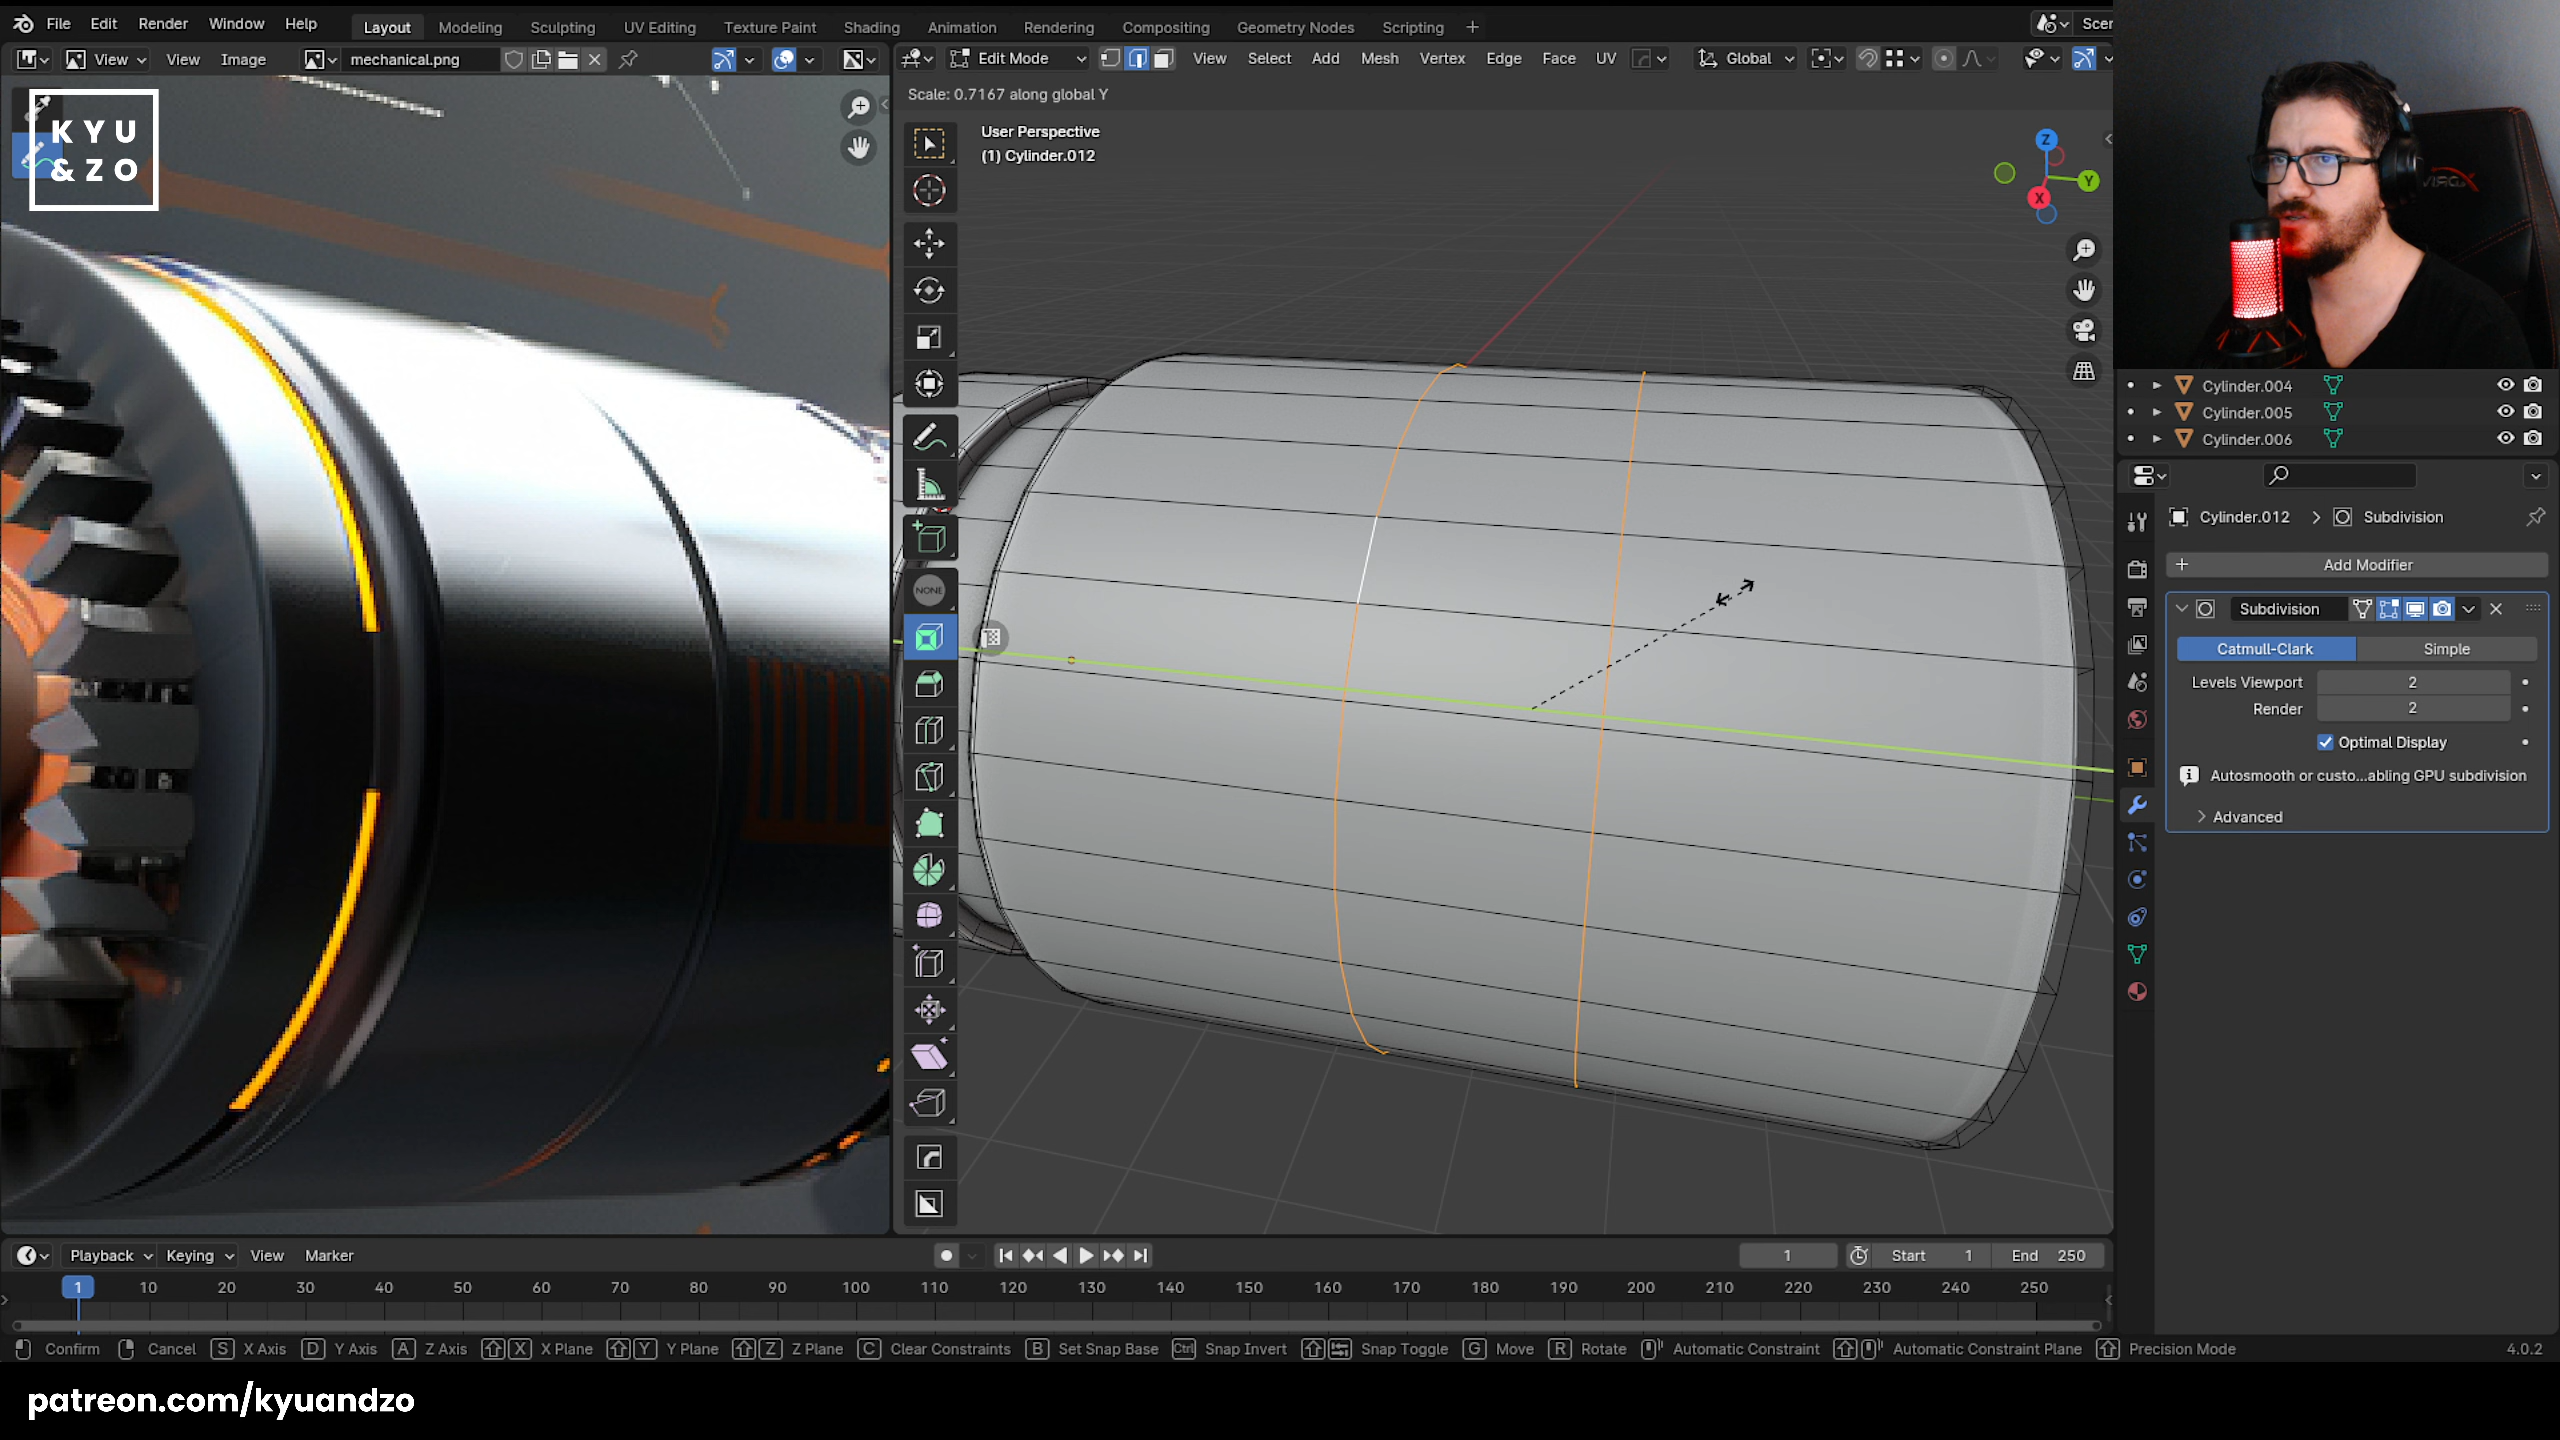 File Edit Render Window Help
Layout Modeling Sculpting UV Editing Texture Paint Shading Animation Rendering Compositing Geometry Nodes Scripting +
Scer
View View Image mechanical.png
Edit Mode View Select Add Mesh Vertex Edge Face UV Global
KYU
&ZO
Scale: 0.7167 along global Y
User Perspective
(1) Cylinder.012
Z
Y
X
NONE
Cylinder.004
Cylinder.005
Cylinder.006
Cylinder.012 > Subdivision
+ Add Modifier
Subdivision
Catmull-Clark Simple
Levels Viewport 2
Render 2
Optimal Display
Autosmooth or custo...abling GPU subdivision
Advanced
Playback Keying View Marker
1 Start 1 End 250
1 10 20 30 40 50 60 70 80 90 100 110 120 130 140 150 160 170 180 190 200 210 220 230 240 250
Confirm Cancel S X Axis D Y Axis A Z Axis X X Plane Y Y Plane Z Z Plane C Clear Constraints B Set Snap Base Ctrl Snap Invert Snap Toggle G Move R Rotate Automatic Constraint Automatic Constraint Plane Precision Mode 4.0.2
patreon.com/kyuandzo